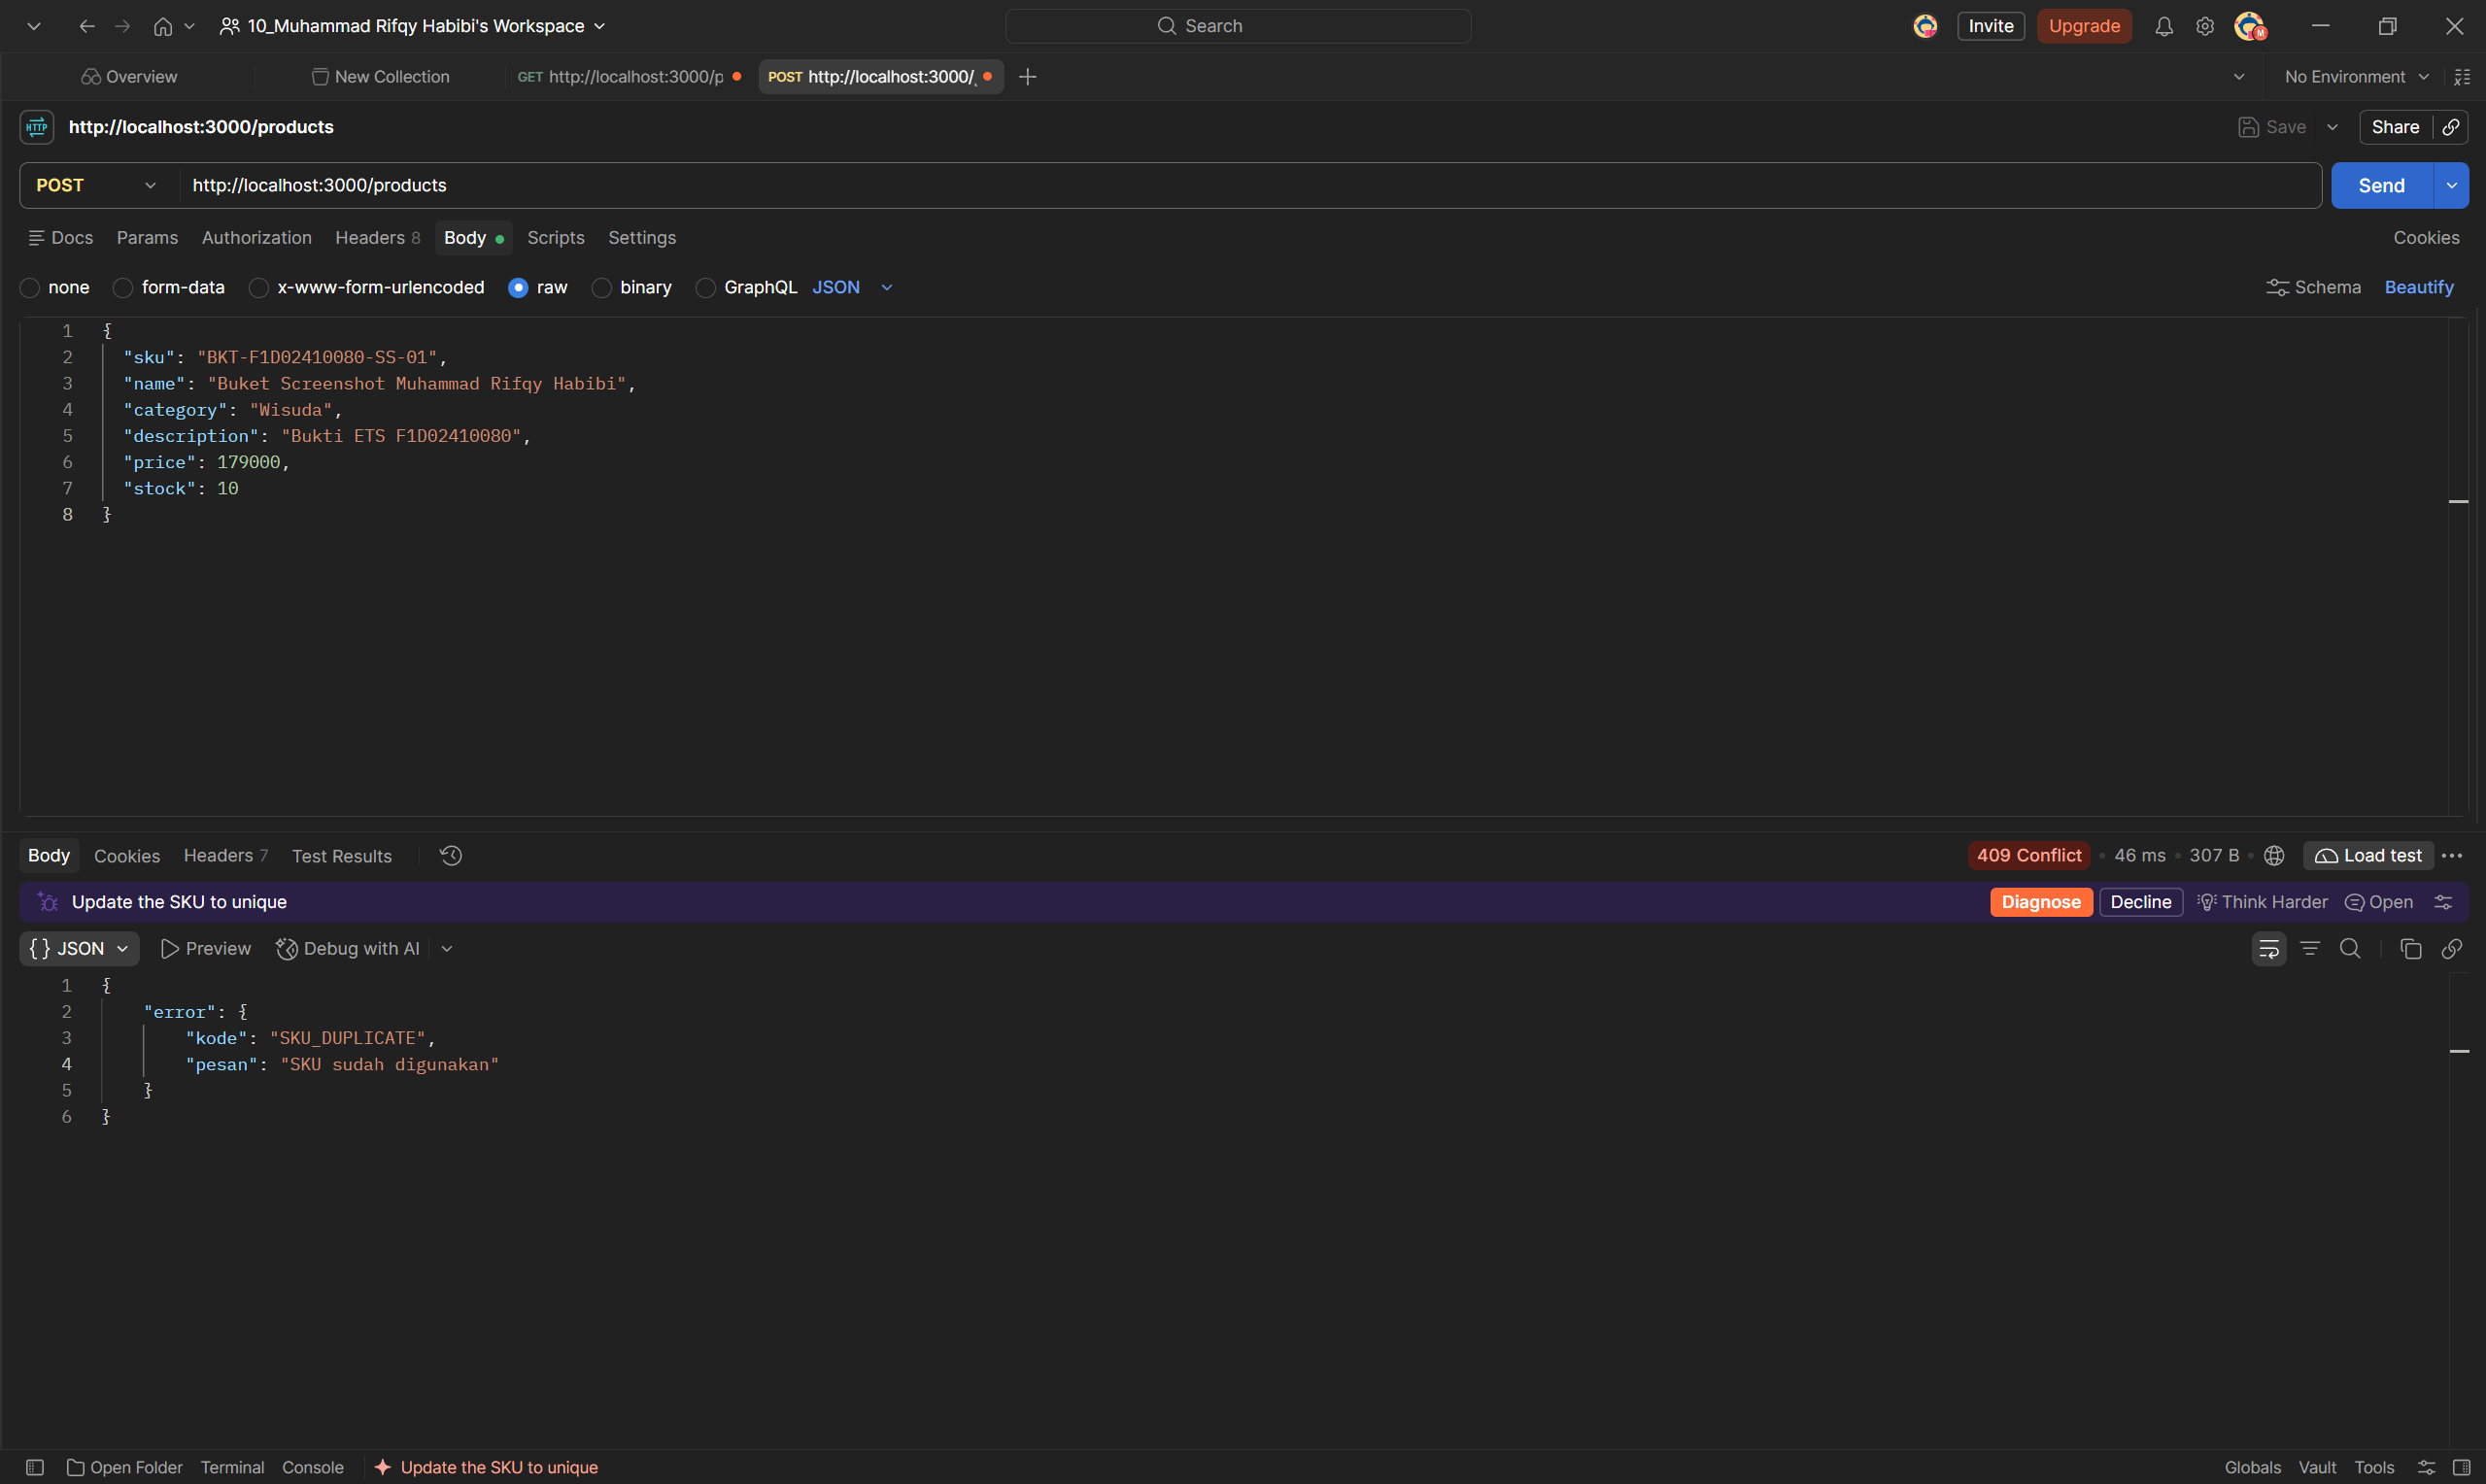 10_Muhammad Rifqy Habibi's Workspace Search Invite Upgrade M
Overview New Collection GET http://localhost:3000/p POST http://localhost:3000/ No Environment
HTTP http://localhost:3000/products Save Share
POST http://localhost:3000/products Send
Docs Params Authorization Headers 8 Body Scripts Settings Cookies
none form-data x-www-form-urlencoded raw binary GraphQL JSON Schema Beautify
1 {
2 "sku": "BKT-F1D02410080-SS-01",
3 "name": "Buket Screenshot Muhammad Rifqy Habibi",
4 "category": "Wisuda",
5 "description": "Bukti ETS F1D02410080",
6 "price": 179000,
7 "stock": 10
8 }
Body Cookies Headers 7 Test Results 409 Conflict • 46 ms • 307 B • Load test
Update the SKU to unique Diagnose Decline Think Harder Open
{} JSON Preview Debug with AI
1 {
2 "error": {
3 "kode": "SKU_DUPLICATE",
4 "pesan": "SKU sudah digunakan"
5 }
6 }
Open Folder Terminal Console Update the SKU to unique Globals Vault Tools